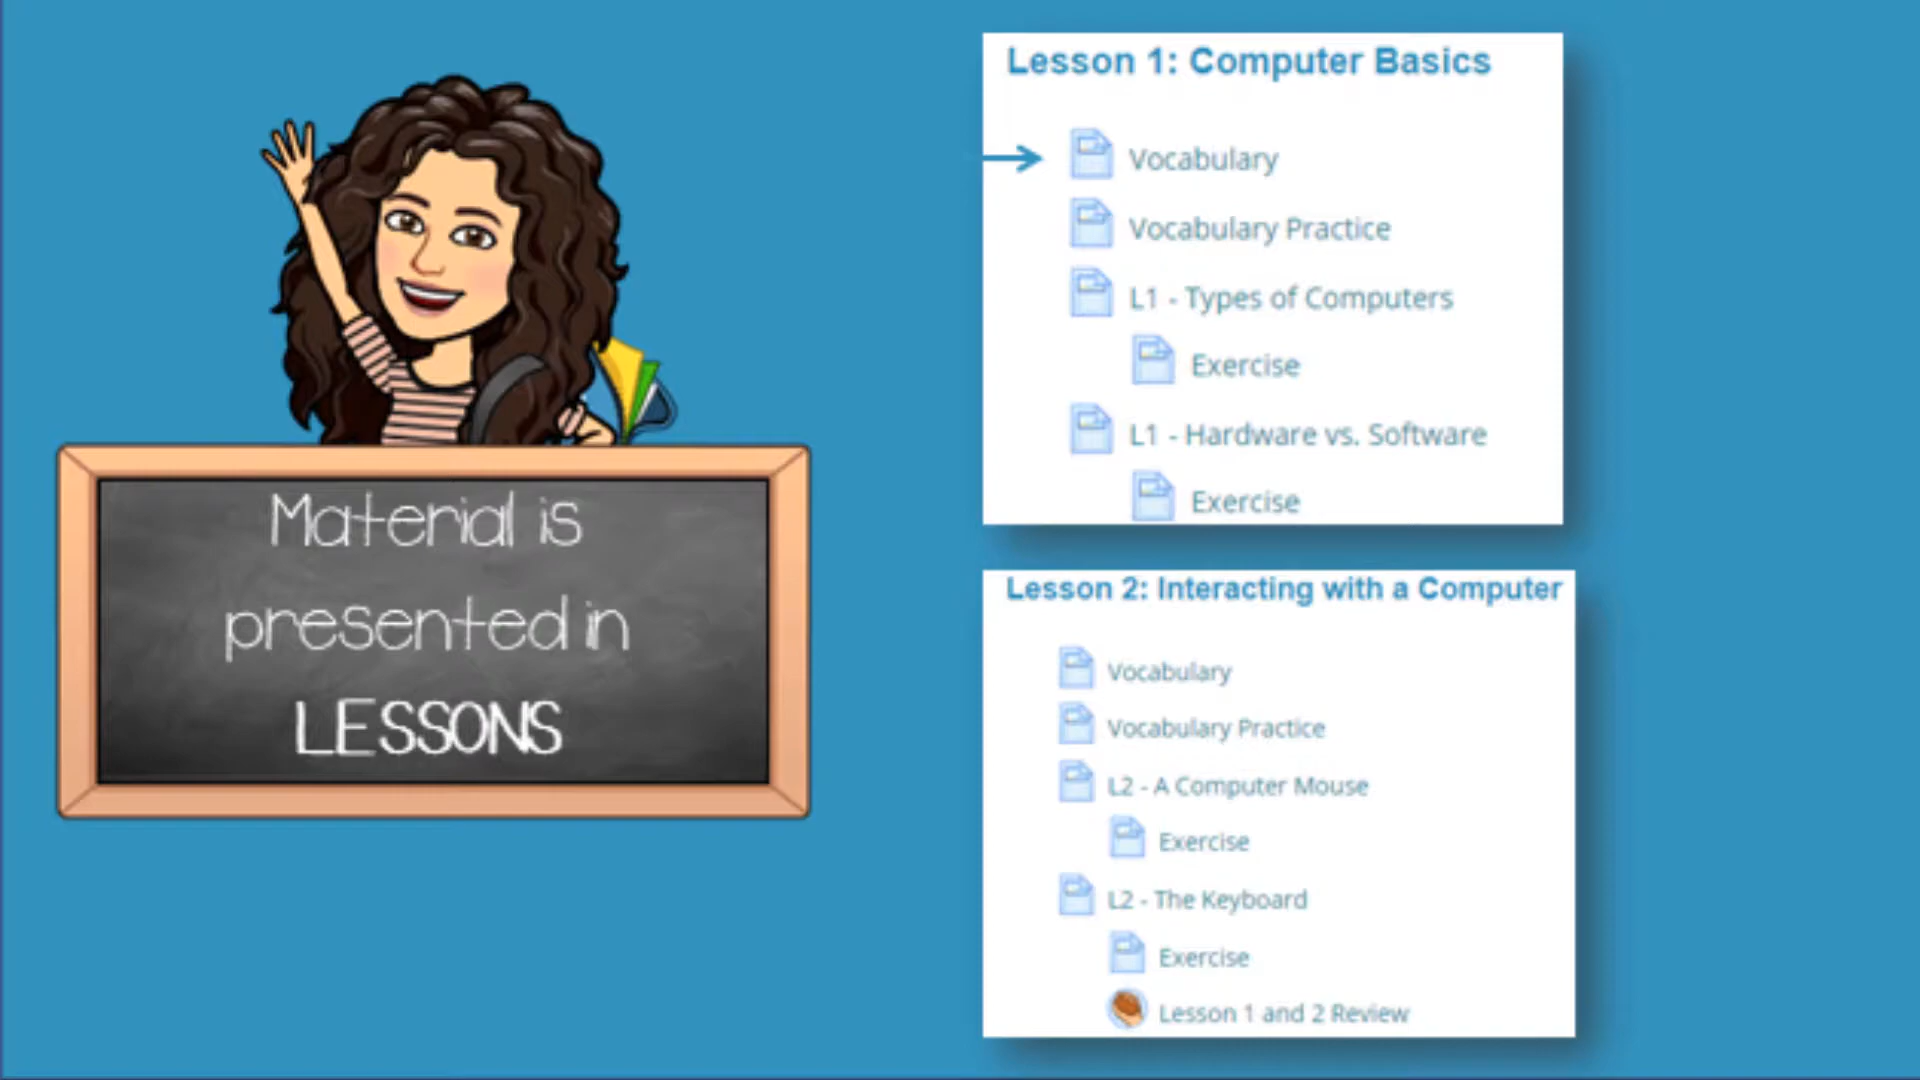 Material is
presented in
LESSONS
Lesson 1: Computer Basics
Vocabulary
Vocabulary Practice
L1 - Types of Computers
Exercise
L1 - Hardware vs. Software
Exercise
Lesson 2: Interacting with a Computer
Vocabulary
Vocabulary Practice
L2 - A Computer Mouse
Exercise
L2 - The Keyboard
Exercise
Lesson 1 and 2 Review